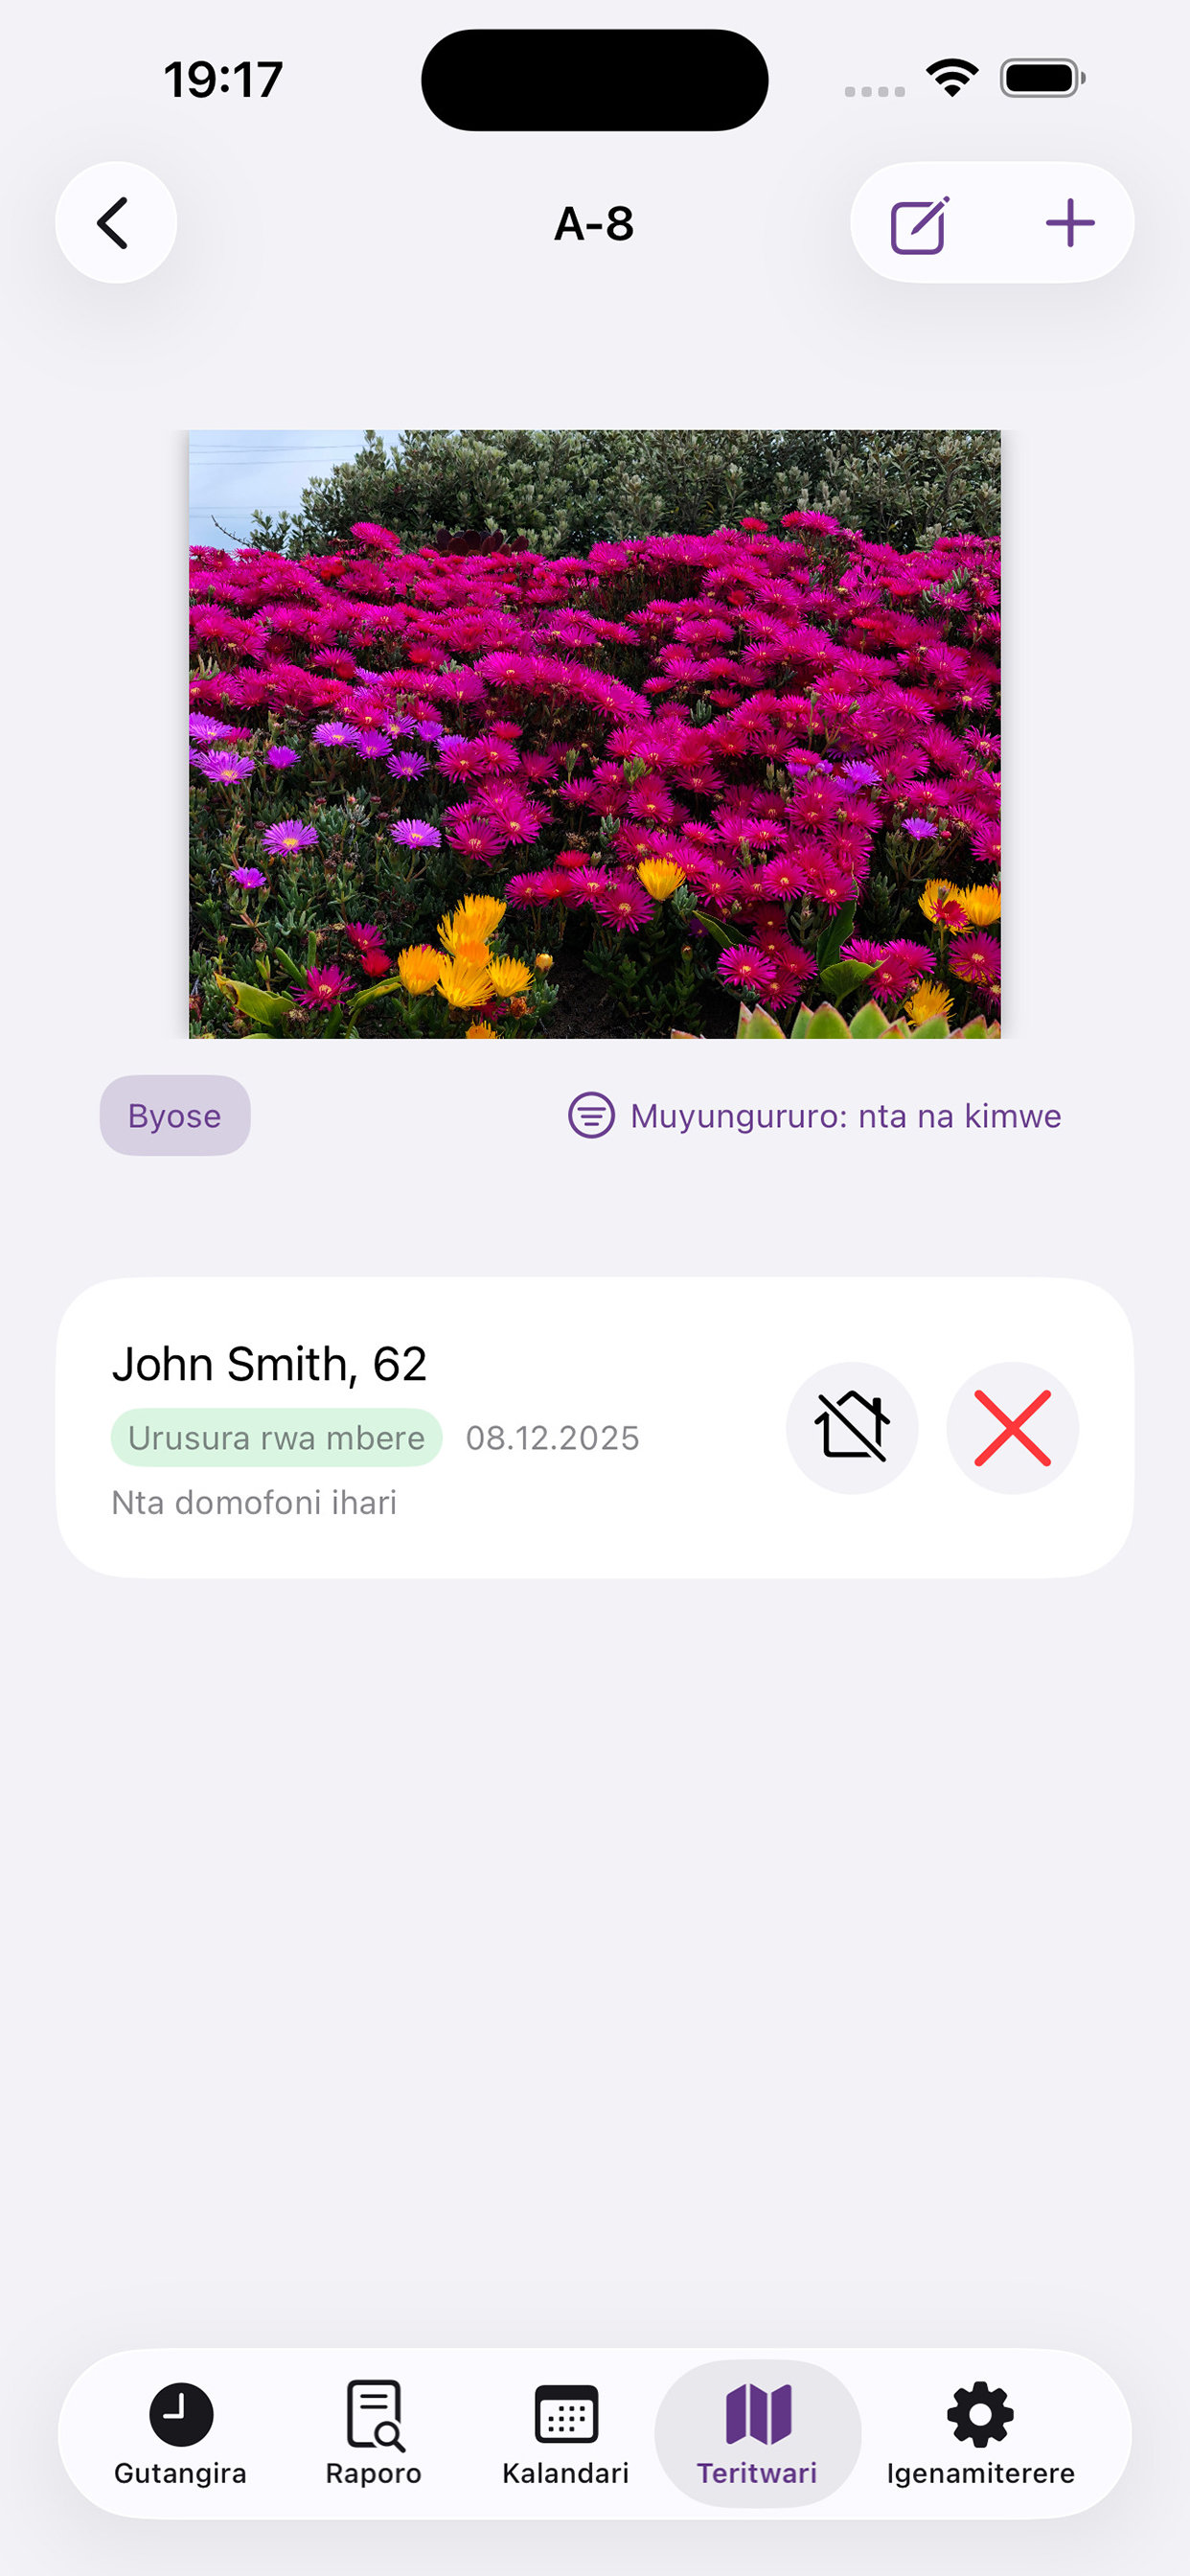 19:17
A-8
Byose
Muyungururo: nta na kimwe
John Smith, 62
Urusura rwa mbere 08.12.2025
Nta domofoni ihari
Gutangira
Raporo
Kalandari
Teritwari
Igenamiterere